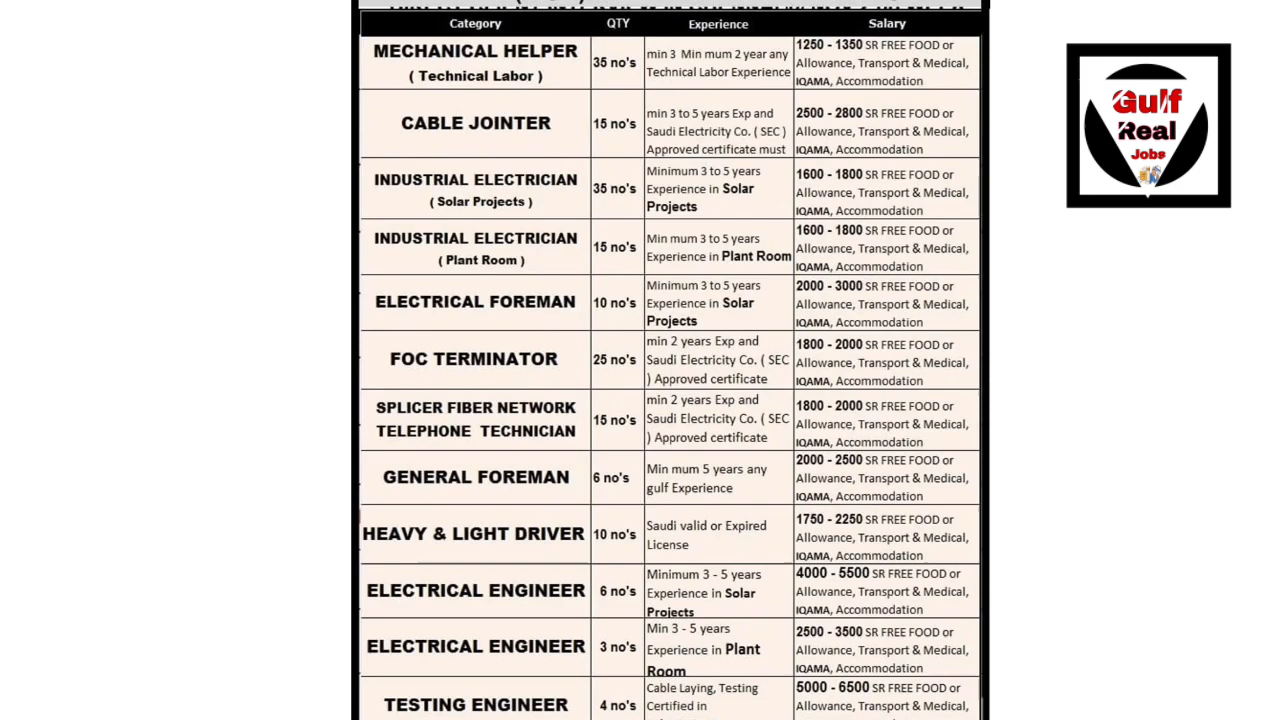 Category QTY Experience Salary
MECHANICAL HELPER
( Technical Labor )
35 no's
min 3 Min mum 2 year any
Technical Labor Experience
1250 - 1350 SR FREE FOOD or
Allowance, Transport & Medical,
IQAMA, Accommodation
CABLE JOINTER
15 no's
min 3 to 5 years Exp and
Saudi Electricity Co. ( SEC )
Approved certificate must
2500 - 2800 SR FREE FOOD or
Allowance, Transport & Medical,
IQAMA, Accommodation
INDUSTRIAL ELECTRICIAN
( Solar Projects )
35 no's
Minimum 3 to 5 years
Experience in Solar
Projects
1600 - 1800 SR FREE FOOD or
Allowance, Transport & Medical,
IQAMA, Accommodation
INDUSTRIAL ELECTRICIAN
( Plant Room )
15 no's
Min mum 3 to 5 years
Experience in Plant Room
1600 - 1800 SR FREE FOOD or
Allowance, Transport & Medical,
IQAMA, Accommodation
ELECTRICAL FOREMAN
10 no's
Minimum 3 to 5 years
Experience in Solar
Projects
2000 - 3000 SR FREE FOOD or
Allowance, Transport & Medical,
IQAMA, Accommodation
FOC TERMINATOR
25 no's
min 2 years Exp and
Saudi Electricity Co. ( SEC
) Approved certificate
1800 - 2000 SR FREE FOOD or
Allowance, Transport & Medical,
IQAMA, Accommodation
SPLICER FIBER NETWORK
TELEPHONE TECHNICIAN
15 no's
min 2 years Exp and
Saudi Electricity Co. ( SEC
) Approved certificate
1800 - 2000 SR FREE FOOD or
Allowance, Transport & Medical,
IQAMA, Accommodation
GENERAL FOREMAN
6 no's
Min mum 5 years any
gulf Experience
2000 - 2500 SR FREE FOOD or
Allowance, Transport & Medical,
IQAMA, Accommodation
HEAVY & LIGHT DRIVER
10 no's
Saudi valid or Expired
License
1750 - 2250 SR FREE FOOD or
Allowance, Transport & Medical,
IQAMA, Accommodation
ELECTRICAL ENGINEER
6 no's
Minimum 3 - 5 years
Experience in Solar
Projects
4000 - 5500 SR FREE FOOD or
Allowance, Transport & Medical,
IQAMA, Accommodation
ELECTRICAL ENGINEER
3 no's
Min 3 - 5 years
Experience in Plant
Room
2500 - 3500 SR FREE FOOD or
Allowance, Transport & Medical,
IQAMA, Accommodation
TESTING ENGINEER
4 no's
Cable Laying, Testing
Certified in
5000 - 6500 SR FREE FOOD or
Allowance, Transport & Medical,
Gulf
Real
Jobs